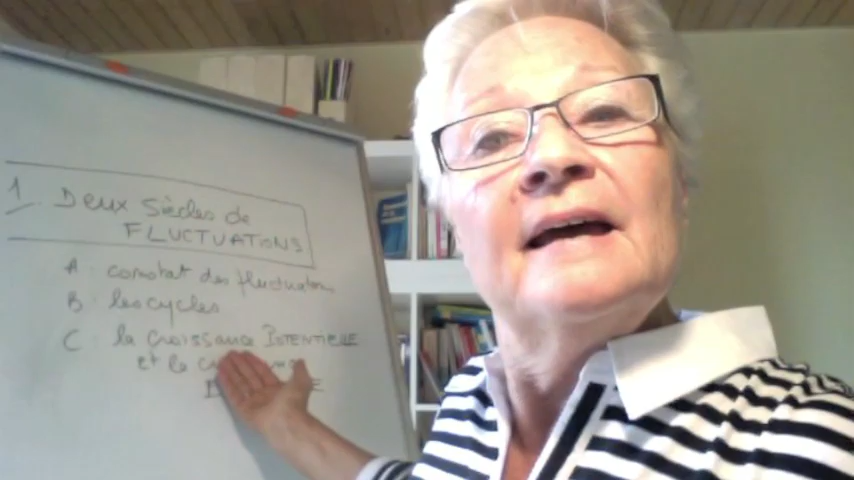 1 Deux Siècles de
FLUCTUATIONS
A constat des fluctuations
B les cycles
C la croissance POTENTIELLE
et la